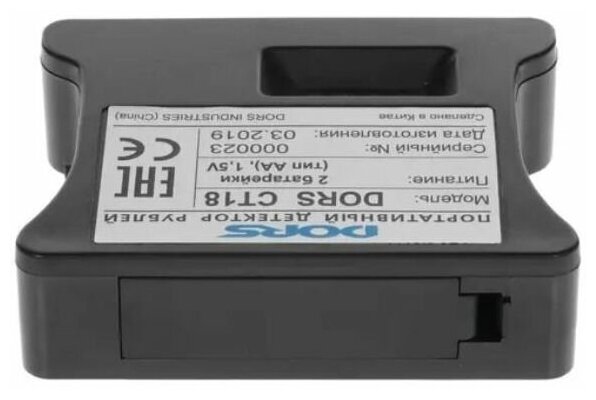 DORS
ПОРТАТИВНЫЙ ДЕТЕКТОР РУБЛЕЙ
Модель: DORS CT18
Питание: 2 батарейки
(тип АА), 1,5V
Серийный №: 000023
Дата изготовления: 03.2019
Сделано в Китае DORS INDUSTRIES (China)
EAC
CE